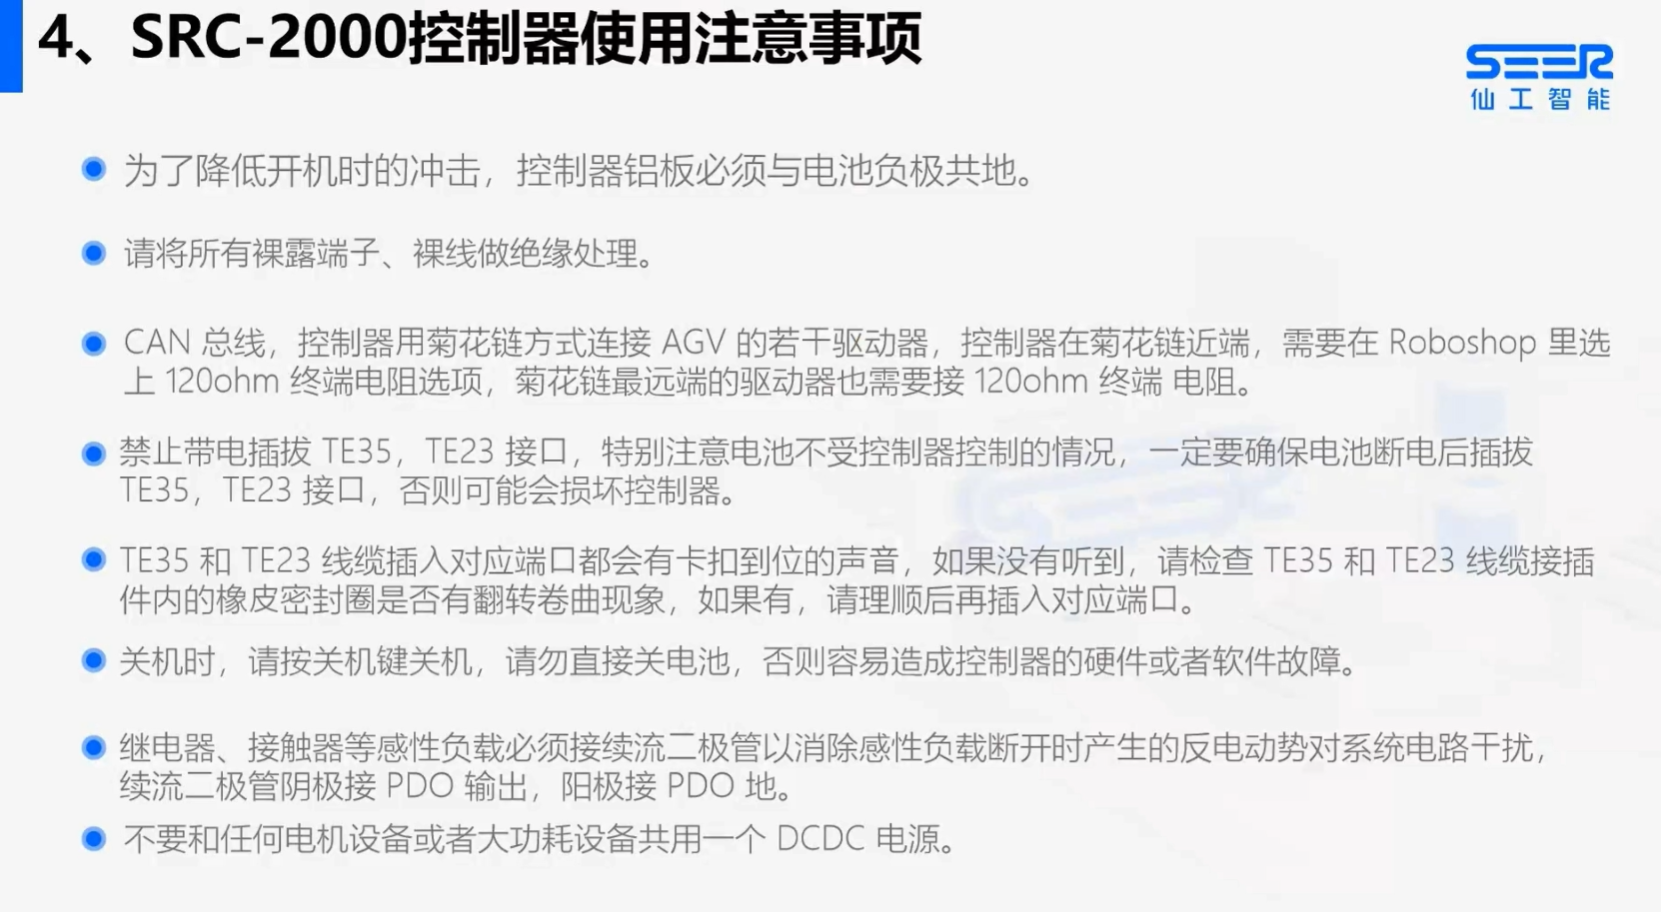 4、SRC-2000控制器使用注意事项
SEER
仙工智能
为了降低开机时的冲击，控制器铝板必须与电池负极共地。
请将所有裸露端子、裸线做绝缘处理。
CAN 总线，控制器用菊花链方式连接 AGV 的若干驱动器，控制器在菊花链近端，需要在 Roboshop 里选
上 120ohm 终端电阻选项，菊花链最远端的驱动器也需要接 120ohm 终端 电阻。
禁止带电插拔 TE35，TE23 接口，特别注意电池不受控制器控制的情况，一定要确保电池断电后插拔
TE35，TE23 接口，否则可能会损坏控制器。
TE35 和 TE23 线缆插入对应端口都会有卡扣到位的声音，如果没有听到，请检查 TE35 和 TE23 线缆接插
件内的橡皮密封圈是否有翻转卷曲现象，如果有，请理顺后再插入对应端口。
关机时，请按关机键关机，请勿直接关电池，否则容易造成控制器的硬件或者软件故障。
继电器、接触器等感性负载必须接续流二极管以消除感性负载断开时产生的反电动势对系统电路干扰，
续流二极管阴极接 PDO 输出，阳极接 PDO 地。
不要和任何电机设备或者大功耗设备共用一个 DCDC 电源。